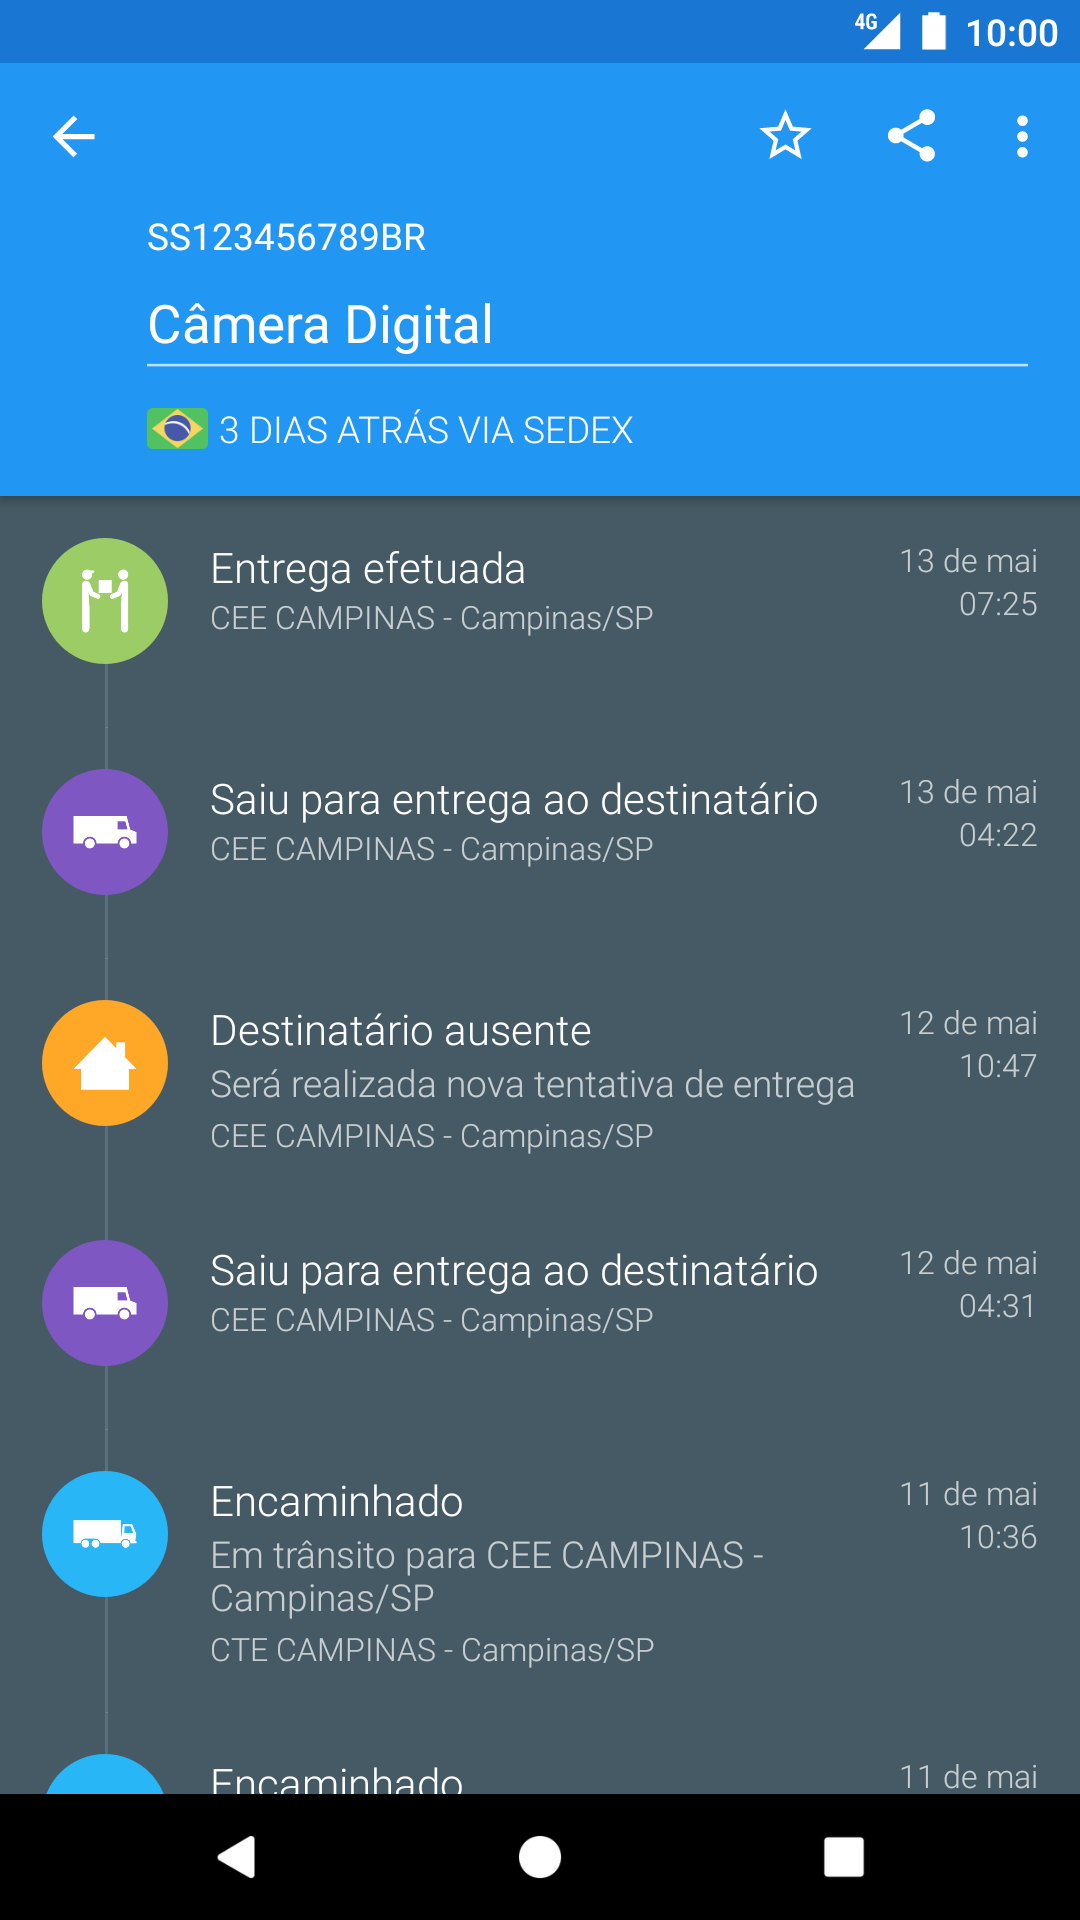 4G 10:00
SS123456789BR
Câmera Digital
3 DIAS ATRÁS VIA SEDEX
Entrega efetuada
13 de mai
CEE CAMPINAS - Campinas/SP
07:25
Saiu para entrega ao destinatário
13 de mai
CEE CAMPINAS - Campinas/SP
04:22
Destinatário ausente
12 de mai
Será realizada nova tentativa de entrega
10:47
CEE CAMPINAS - Campinas/SP
Saiu para entrega ao destinatário
12 de mai
CEE CAMPINAS - Campinas/SP
04:31
Encaminhado
11 de mai
Em trânsito para CEE CAMPINAS -
10:36
Campinas/SP
CTE CAMPINAS - Campinas/SP
Encaminhado
11 de mai